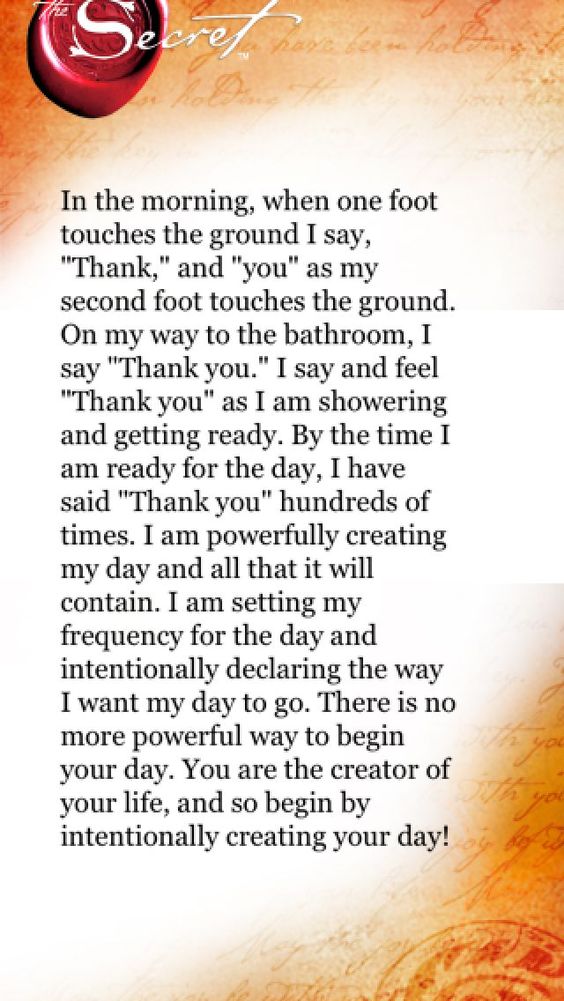 the
Secret™
In the morning, when one foot
touches the ground I say,
"Thank," and "you" as my
second foot touches the ground.
On my way to the bathroom, I
say "Thank you." I say and feel
"Thank you" as I am showering
and getting ready. By the time I
am ready for the day, I have
said "Thank you" hundreds of
times. I am powerfully creating
my day and all that it will
contain. I am setting my
frequency for the day and
intentionally declaring the way
I want my day to go. There is no
more powerful way to begin
your day. You are the creator of
your life, and so begin by
intentionally creating your day!